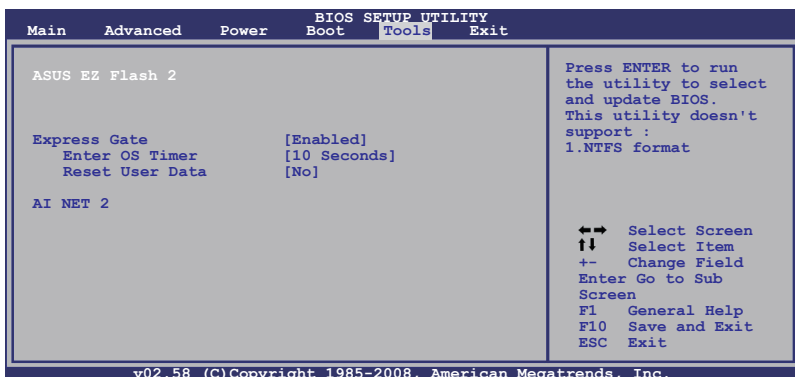 BIOS SETUP UTILITY
Main Advanced Power Boot Tools Exit
ASUS EZ Flash 2
Express Gate [Enabled]
Enter OS Timer [10 Seconds]
Reset User Data [No]
AI NET 2
Press ENTER to run
the utility to select
and update BIOS.
This utility doesn't
support :
1.NTFS format
←→ Select Screen
↑↓ Select Item
+- Change Field
Enter Go to Sub
Screen
F1 General Help
F10 Save and Exit
ESC Exit
v02.58 (C)Copyright 1985-2008, American Megatrends, Inc.